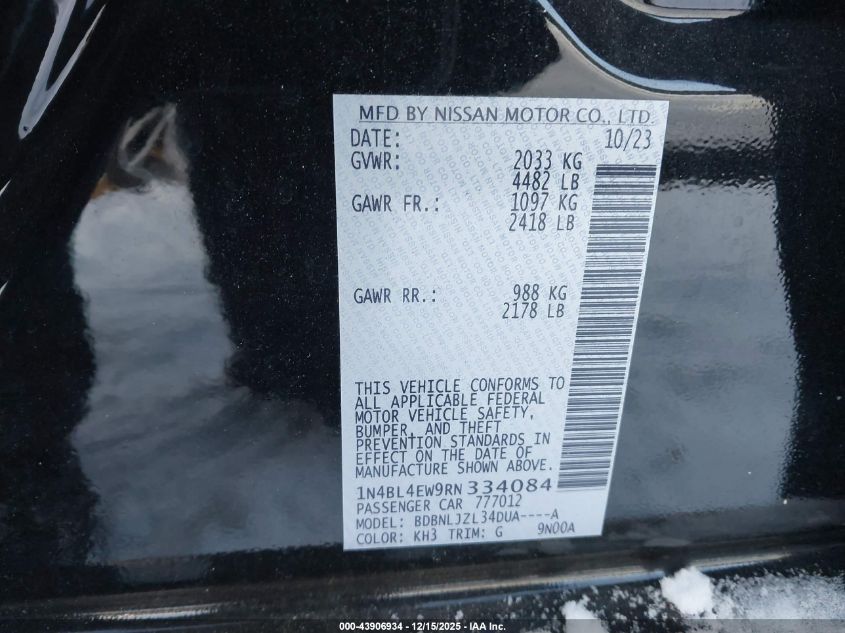 MFD BY NISSAN MOTOR CO., LTD.
DATE: 10/23
GVWR: 2033 KG
4482 LB
GAWR FR.: 1097 KG
2418 LB
GAWR RR.: 988 KG
2178 LB
THIS VEHICLE CONFORMS TO
ALL APPLICABLE FEDERAL
MOTOR VEHICLE SAFETY,
BUMPER, AND THEFT
PREVENTION STANDARDS IN
EFFECT ON THE DATE OF
MANUFACTURE SHOWN ABOVE.
1N4BL4EW9RN334084
PASSENGER CAR 777012
MODEL: BDBNLJZL34DUA----A
COLOR: KH3 TRIM: G 9N00A
000-43906934 - 12/15/2025 - IAA Inc.